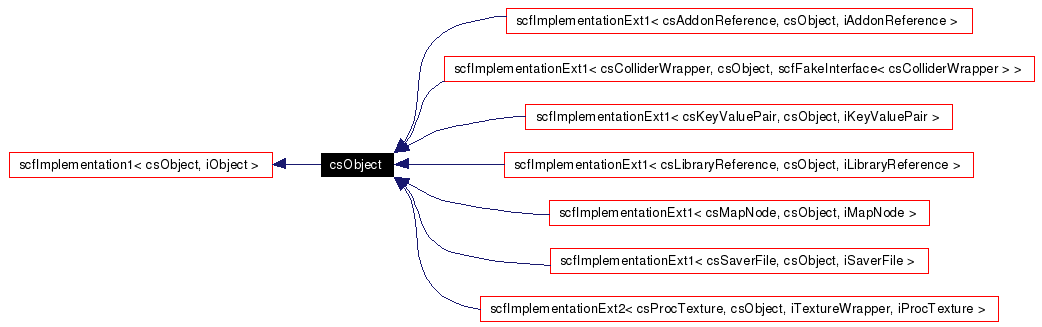 scfImplementationExt1< csAddonReference, csObject, iAddonReference >
scfImplementationExt1< csColliderWrapper, csObject, scfFakeInterface< csColliderWrapper > >
scfImplementationExt1< csKeyValuePair, csObject, iKeyValuePair >
scfImplementation1< csObject, iObject >
csObject
scfImplementationExt1< csLibraryReference, csObject, iLibraryReference >
scfImplementationExt1< csMapNode, csObject, iMapNode >
scfImplementationExt1< csSaverFile, csObject, iSaverFile >
scfImplementationExt2< csProcTexture, csObject, iTextureWrapper, iProcTexture >